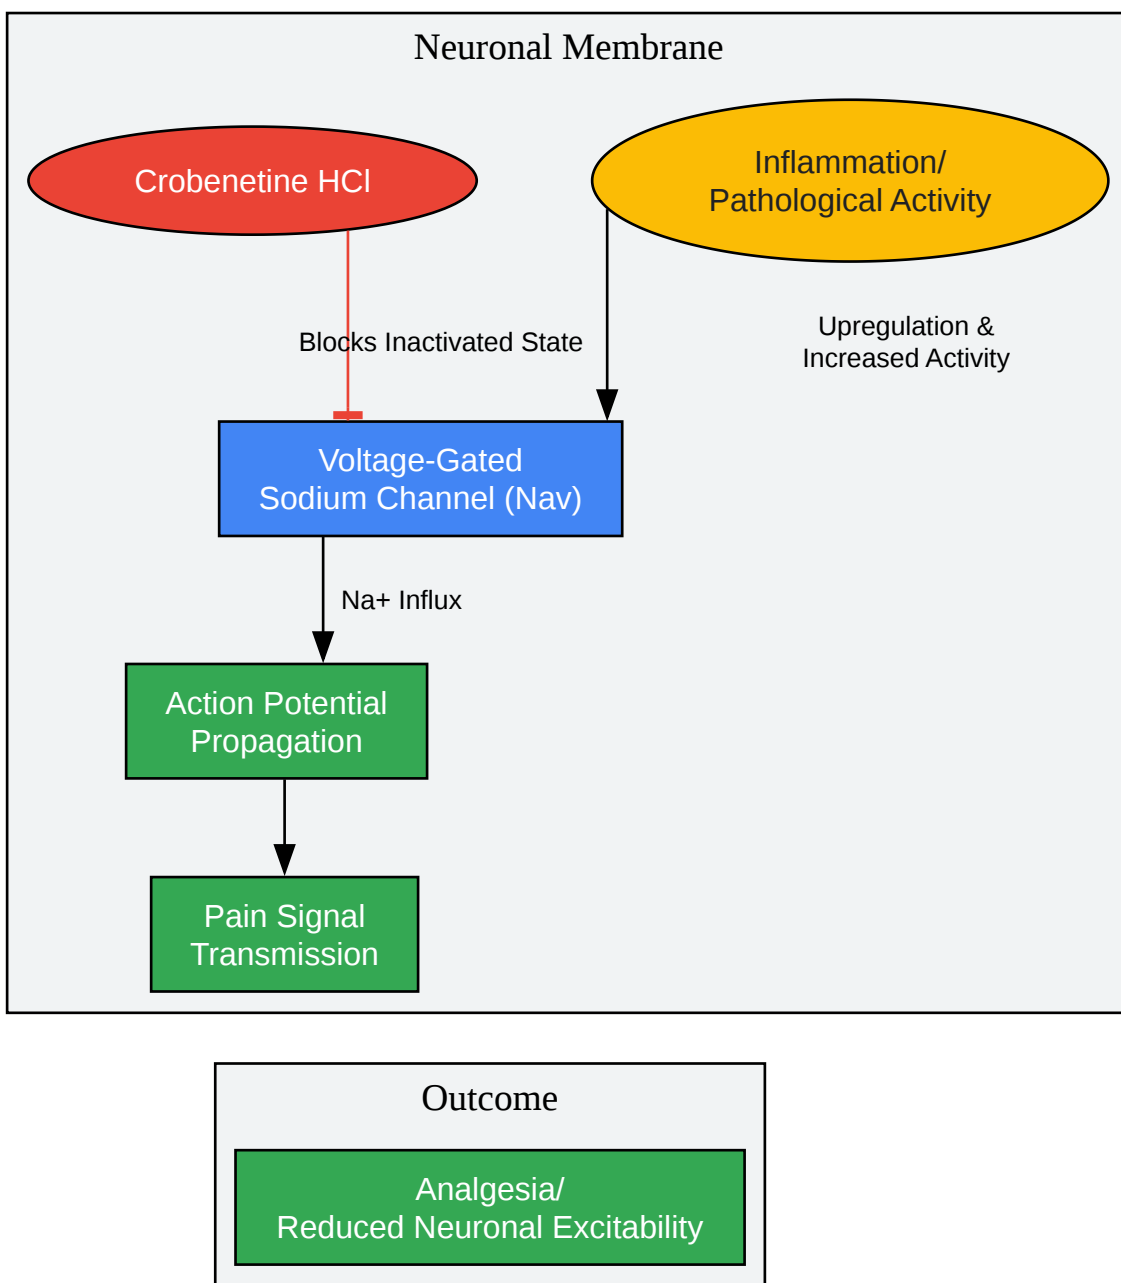 Neuronal Membrane
Crobenetine HCl
Inflammation/
Pathological Activity
Blocks Inactivated State
Upregulation &
Increased Activity
Voltage-Gated
Sodium Channel (Nav)
Na+ Influx
Action Potential
Propagation
Pain Signal
Transmission
Outcome
Analgesia/
Reduced Neuronal Excitability